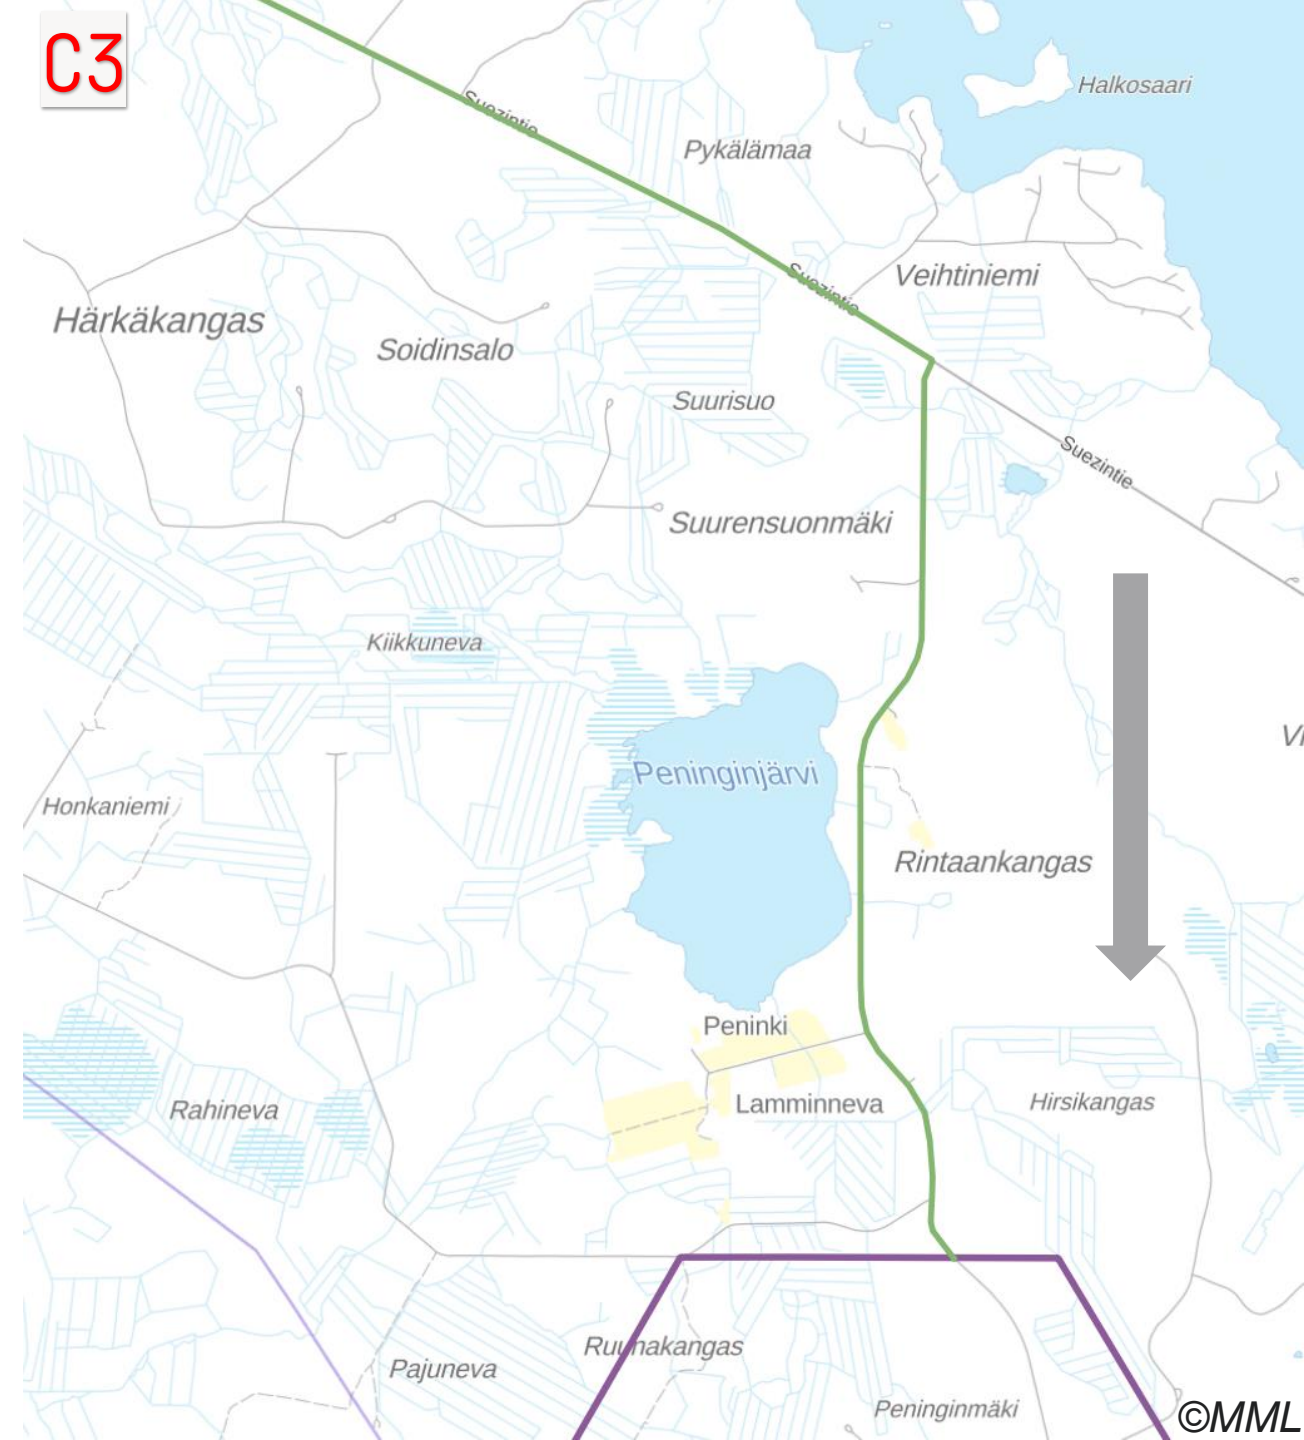 C3
Halkosaari
Suezintie
Pykälämaa
Suezintie
Veihtiniemi
Härkäkangas
Soidinsalo
Suurisuo
Suezintie
Suurensuonmäki
Kiikkuneva
Peninginjärvi
Honkaniemi
Rintaankangas
Peninki
Rahineva
Lamminneva
Hirsikangas
Ruunakangas
Pajuneva
Peninginmäki
©MML